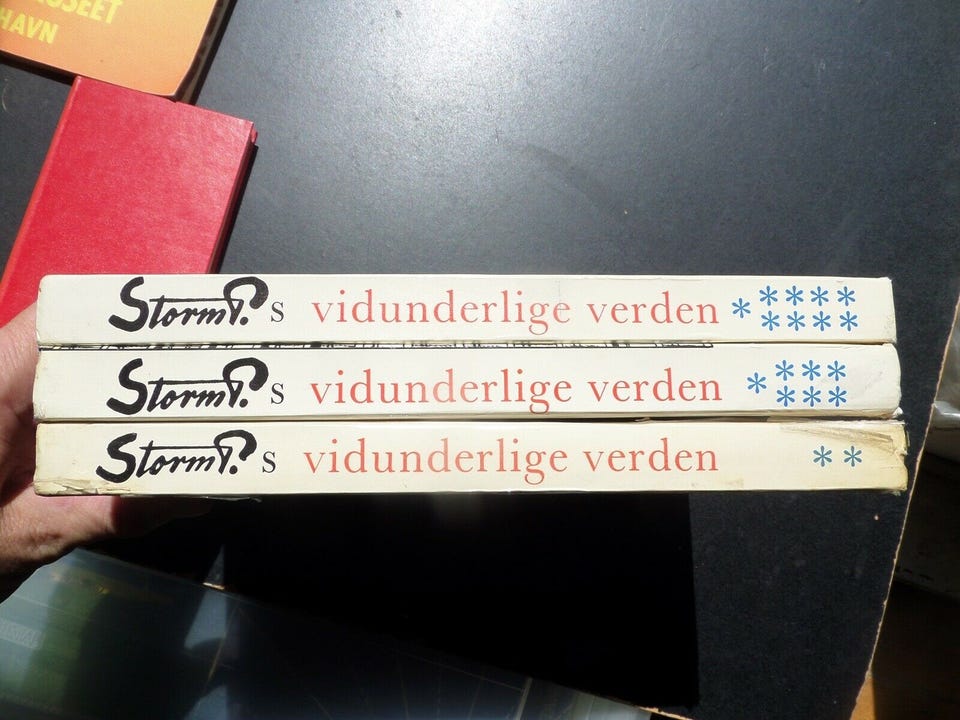 HAVN
Storm P.s vidunderlige verden *********
Storm P.s vidunderlige verden *******
Storm P.s vidunderlige verden **